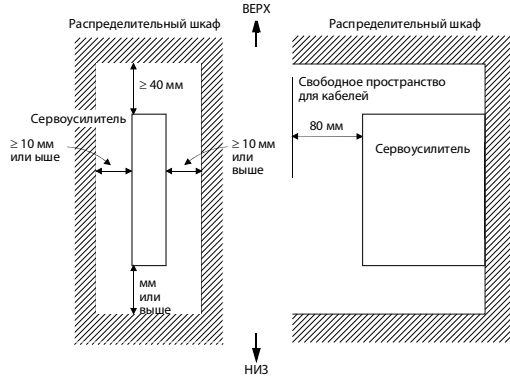 ВЕРХ
Распределительный шкаф
Распределительный шкаф
≥ 40 мм
Сервоусилитель
≥ 10 мм
или ыше
≥ 10 мм
или
выше
мм
или
выше
Свободное пространство
для кабелей
80 мм
Сервоусилитель
НИЗ